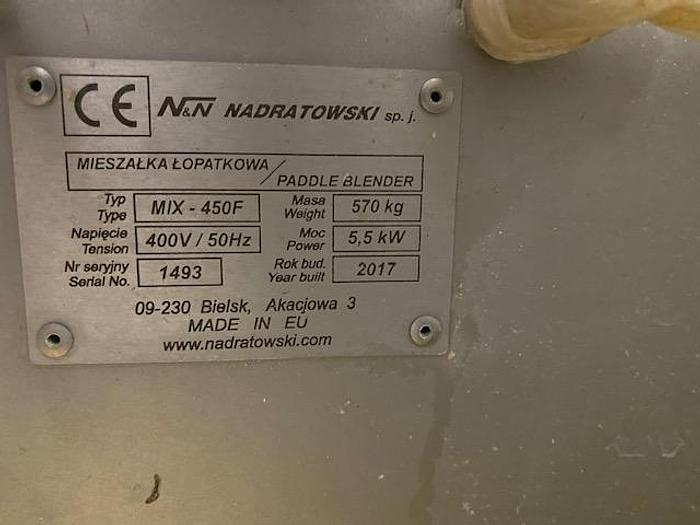 CE N&N NADRATOWSKI sp. j.
MIESZAŁKA ŁOPATKOWA / PADDLE BLENDER
Typ Type MIX - 450F Masa Weight 570 kg
Napięcie Tension 400V / 50Hz Moc Power 5,5 kW
Nr seryjny Serial No. 1493 Rok bud. Year built 2017
09-230 Bielsk, Akacjowa 3
MADE IN EU
www.nadratowski.com